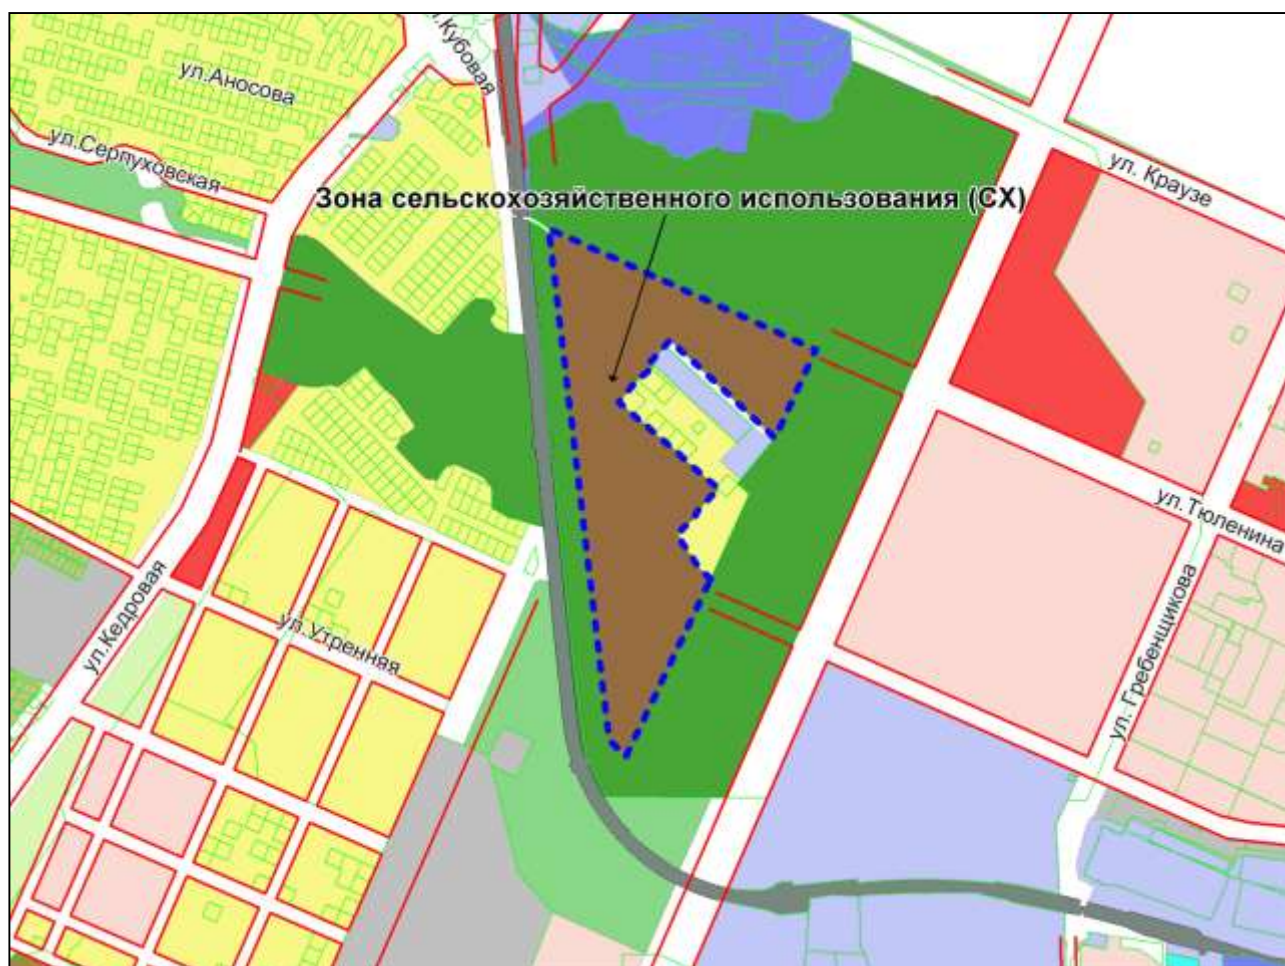 ул.Кубовая
ул.Аносова
ул.Серпуховская
ул. Краузе
Зона сельскохозяйственного использования (СХ)
ул.Тюленина
ул.Кедровая
ул.Утренняя
ул. Гребенщикова